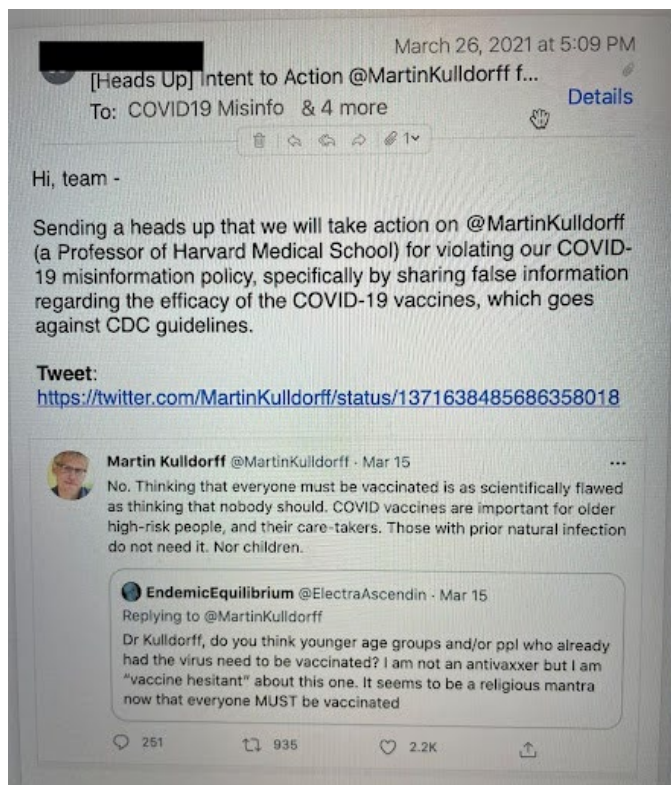 March 26, 2021 at 5:09 PM
[Heads Up] Intent to Action @MartinKulldorff f...
To: COVID19 Misinfo & 4 more
Details
1
Hi, team -
Sending a heads up that we will take action on @MartinKulldorff
(a Professor of Harvard Medical School) for violating our COVID-
19 misinformation policy, specifically by sharing false information
regarding the efficacy of the COVID-19 vaccines, which goes
against CDC guidelines.
Tweet:
https://twitter.com/MartinKulldorff/status/1371638485686358018
Martin Kulldorff @MartinKulldorff · Mar 15
...
No. Thinking that everyone must be vaccinated is as scientifically flawed
as thinking that nobody should. COVID vaccines are important for older
high-risk people, and their care-takers. Those with prior natural infection
do not need it. Nor children.
EndemicEquilibrium @ElectraAscendin · Mar 15
Replying to @MartinKulldorff
Dr Kulldorff, do you think younger age groups and/or ppl who already
had the virus need to be vaccinated? I am not an antivaxxer but I am
"vaccine hesitant" about this one. It seems to be a religious mantra
now that everyone MUST be vaccinated
251
935
2.2K